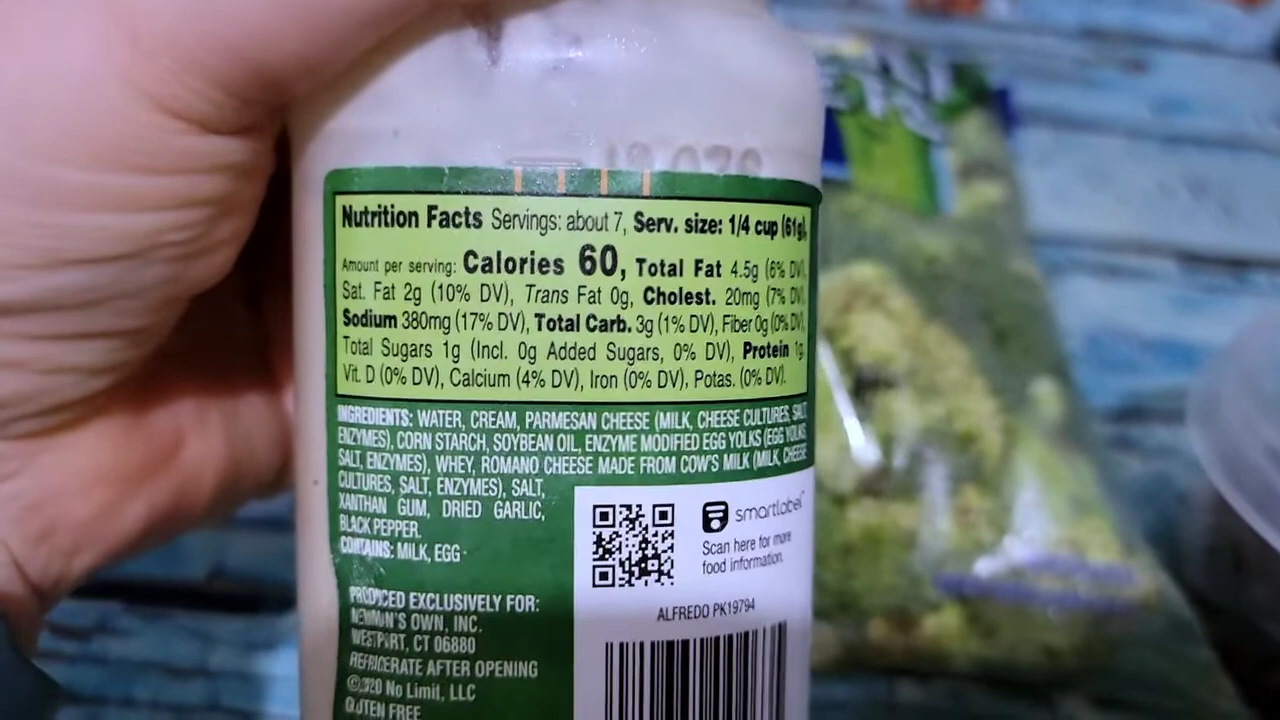 Nutrition Facts Servings: about 7, Serv. size: 1/4 cup (61g),
Amount per serving: Calories 60, Total Fat 4.5g (6% DV),
Sat. Fat 2g (10% DV), Trans Fat 0g, Cholest. 20mg (7% DV),
Sodium 380mg (17% DV), Total Carb. 3g (1% DV), Fiber 0g (0% DV),
Total Sugars 1g (Incl. 0g Added Sugars, 0% DV), Protein 1g,
Vit. D (0% DV), Calcium (4% DV), Iron (0% DV), Potas. (0% DV).
INGREDIENTS: WATER, CREAM, PARMESAN CHEESE (MILK, CHEESE CULTURES, SALT,
ENZYMES), CORN STARCH, SOYBEAN OIL, ENZYME MODIFIED EGG YOLKS (EGG YOLKS,
SALT, ENZYMES), WHEY, ROMANO CHEESE MADE FROM COW'S MILK (MILK, CHEESE
CULTURES, SALT, ENZYMES), SALT,
XANTHAN GUM, DRIED GARLIC,
BLACK PEPPER.
CONTAINS: MILK, EGG
smartlabel
Scan here for more
food information.
ALFREDO PK19794
PRODUCED EXCLUSIVELY FOR:
NEWMAN'S OWN, INC.
WESTPORT, CT 06880
REFRIGERATE AFTER OPENING
No Limit, LLC
GLUTEN FREE